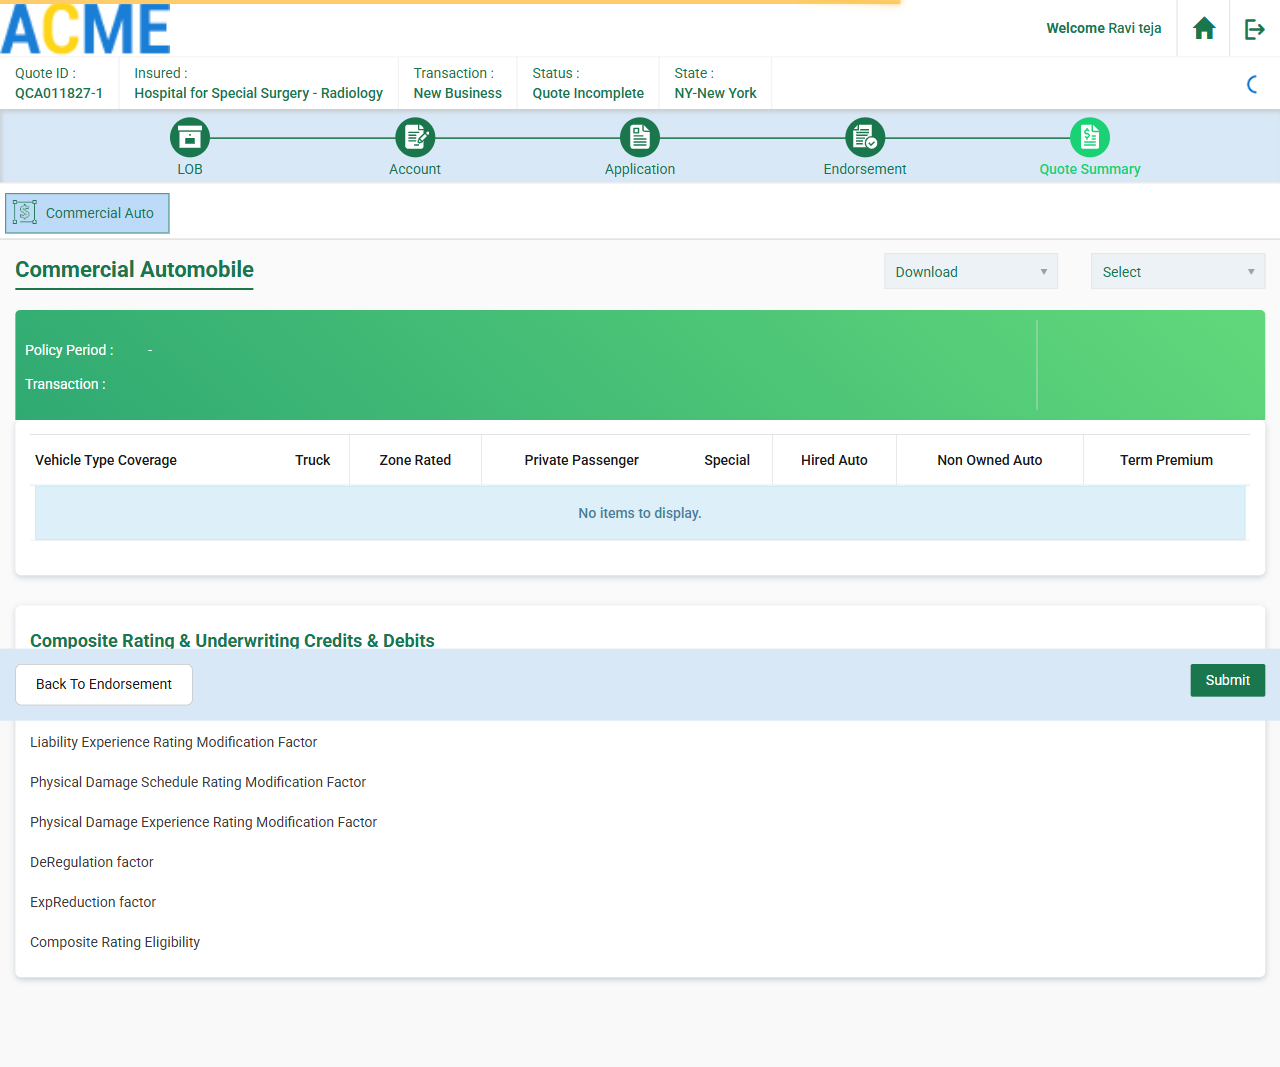 ACME
Welcome Ravi teja
Quote ID :
QCA011827-1
Insured :
Hospital for Special Surgery - Radiology
Transaction :
New Business
Status :
Quote Incomplete
State :
NY-New York
LOB
Account
Application
Endorsement
Quote Summary
Commercial Auto
Commercial Automobile
Download
Select
Policy Period : -
Transaction :
Vehicle Type Coverage Truck Zone Rated Private Passenger Special Hired Auto Non Owned Auto Term Premium
No items to display.
Composite Rating & Underwriting Credits & Debits
Back To Endorsement
Submit
Liability Experience Rating Modification Factor
Physical Damage Schedule Rating Modification Factor
Physical Damage Experience Rating Modification Factor
DeRegulation factor
ExpReduction factor
Composite Rating Eligibility